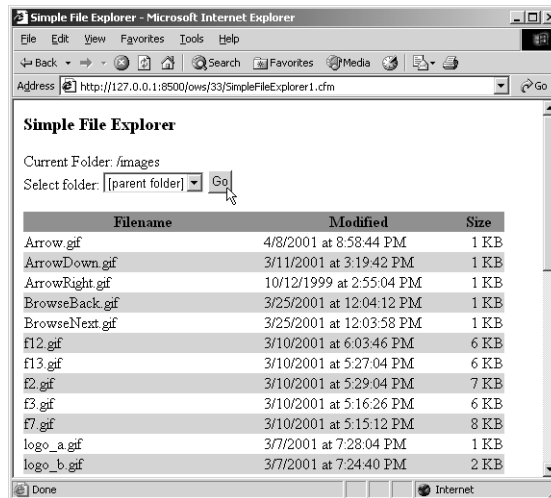 Simple File Explorer - Microsoft Internet Explorer
File Edit View Favorites Tools Help
Back Search Favorites Media
Address http://127.0.0.1:8500/ows/33/SimpleFileExplorer1.cfm Go
Simple File Explorer
Current Folder: /images
Select folder: [parent folder] Go
Filename Modified Size
Arrow.gif 4/8/2001 at 8:58:44 PM 1 KB
ArrowDown.gif 3/11/2001 at 3:19:42 PM 1 KB
ArrowRight.gif 10/12/1999 at 2:55:04 PM 1 KB
BrowseBack.gif 3/25/2001 at 12:04:12 PM 1 KB
BrowseNext.gif 3/25/2001 at 12:03:58 PM 1 KB
f12.gif 3/10/2001 at 6:03:46 PM 6 KB
f13.gif 3/10/2001 at 5:27:04 PM 6 KB
f2.gif 3/10/2001 at 5:29:04 PM 7 KB
f3.gif 3/10/2001 at 5:16:26 PM 6 KB
f7.gif 3/10/2001 at 5:15:12 PM 8 KB
logo_a.gif 3/7/2001 at 7:28:04 PM 1 KB
logo_b.gif 3/7/2001 at 7:24:40 PM 2 KB
Done Internet